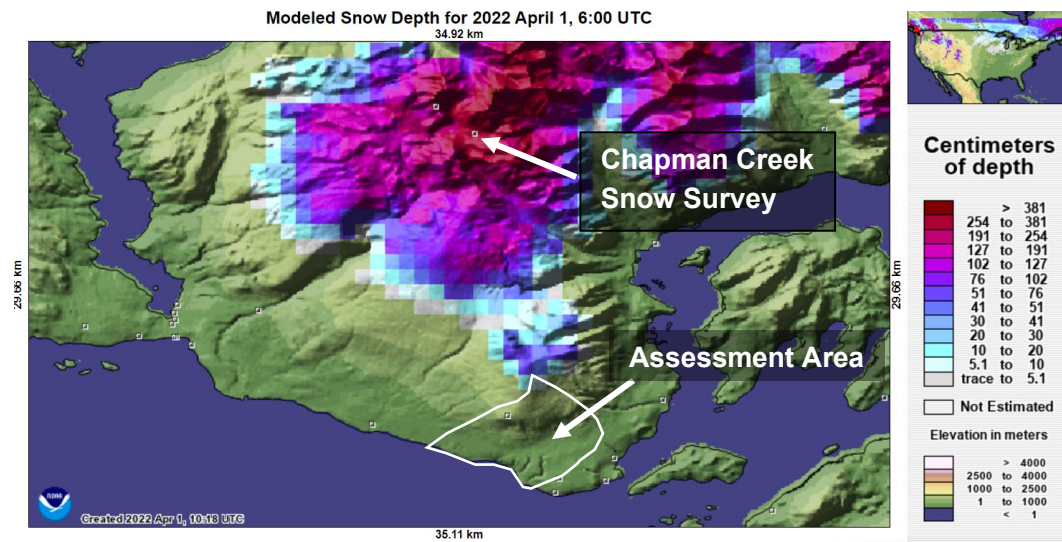 Modeled Snow Depth for 2022 April 1, 6:00 UTC
34.92 km
29.66 km
Chapman Creek
Snow Survey
Assessment Area
29.66 km
NOAA
Created 2022 Apr 1, 10:18 UTC
35.11 km
Centimeters
of depth
> 381
254 to 381
191 to 254
127 to 191
102 to 127
76 to 102
51 to 76
41 to 51
30 to 41
20 to 30
10 to 20
5.1 to 10
trace to 5.1
Not Estimated
Elevation in meters
> 4000
2500 to 4000
1000 to 2500
1 to 1000
< 1